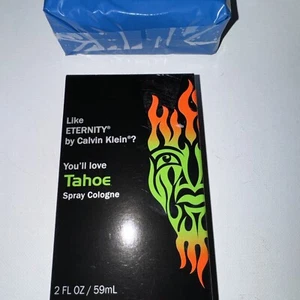 Like
ETERNITY®
by Calvin Klein®?
You'll love
Tahoe
Spray Cologne
2 FL OZ / 59mL